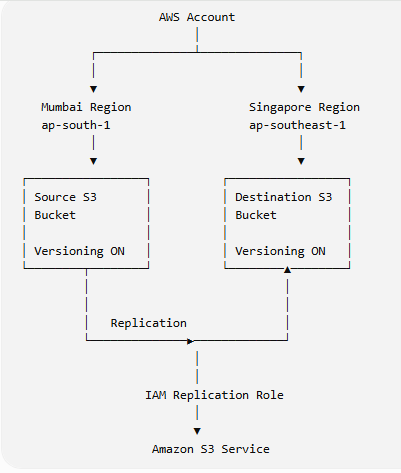 AWS Account
Mumbai Region Singapore Region
ap-south-1 ap-southeast-1
Source S3 Destination S3
Bucket Bucket
Versioning ON Versioning ON
Replication
IAM Replication Role
Amazon S3 Service